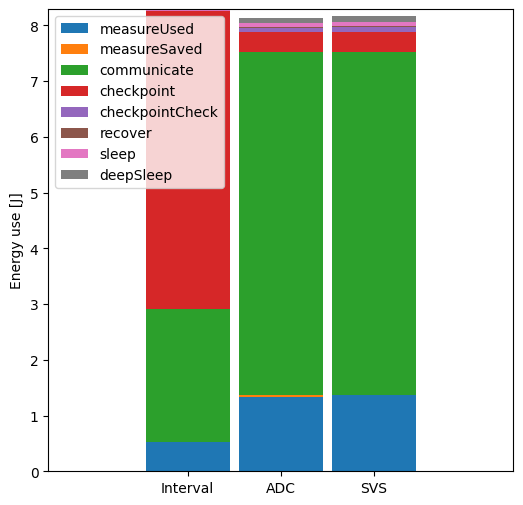 measureUsed
measureSaved
communicate
checkpoint
checkpointCheck
recover
sleep
deepSleep
Energy use [J]
8
7
6
5
4
3
2
1
0
Interval ADC SVS